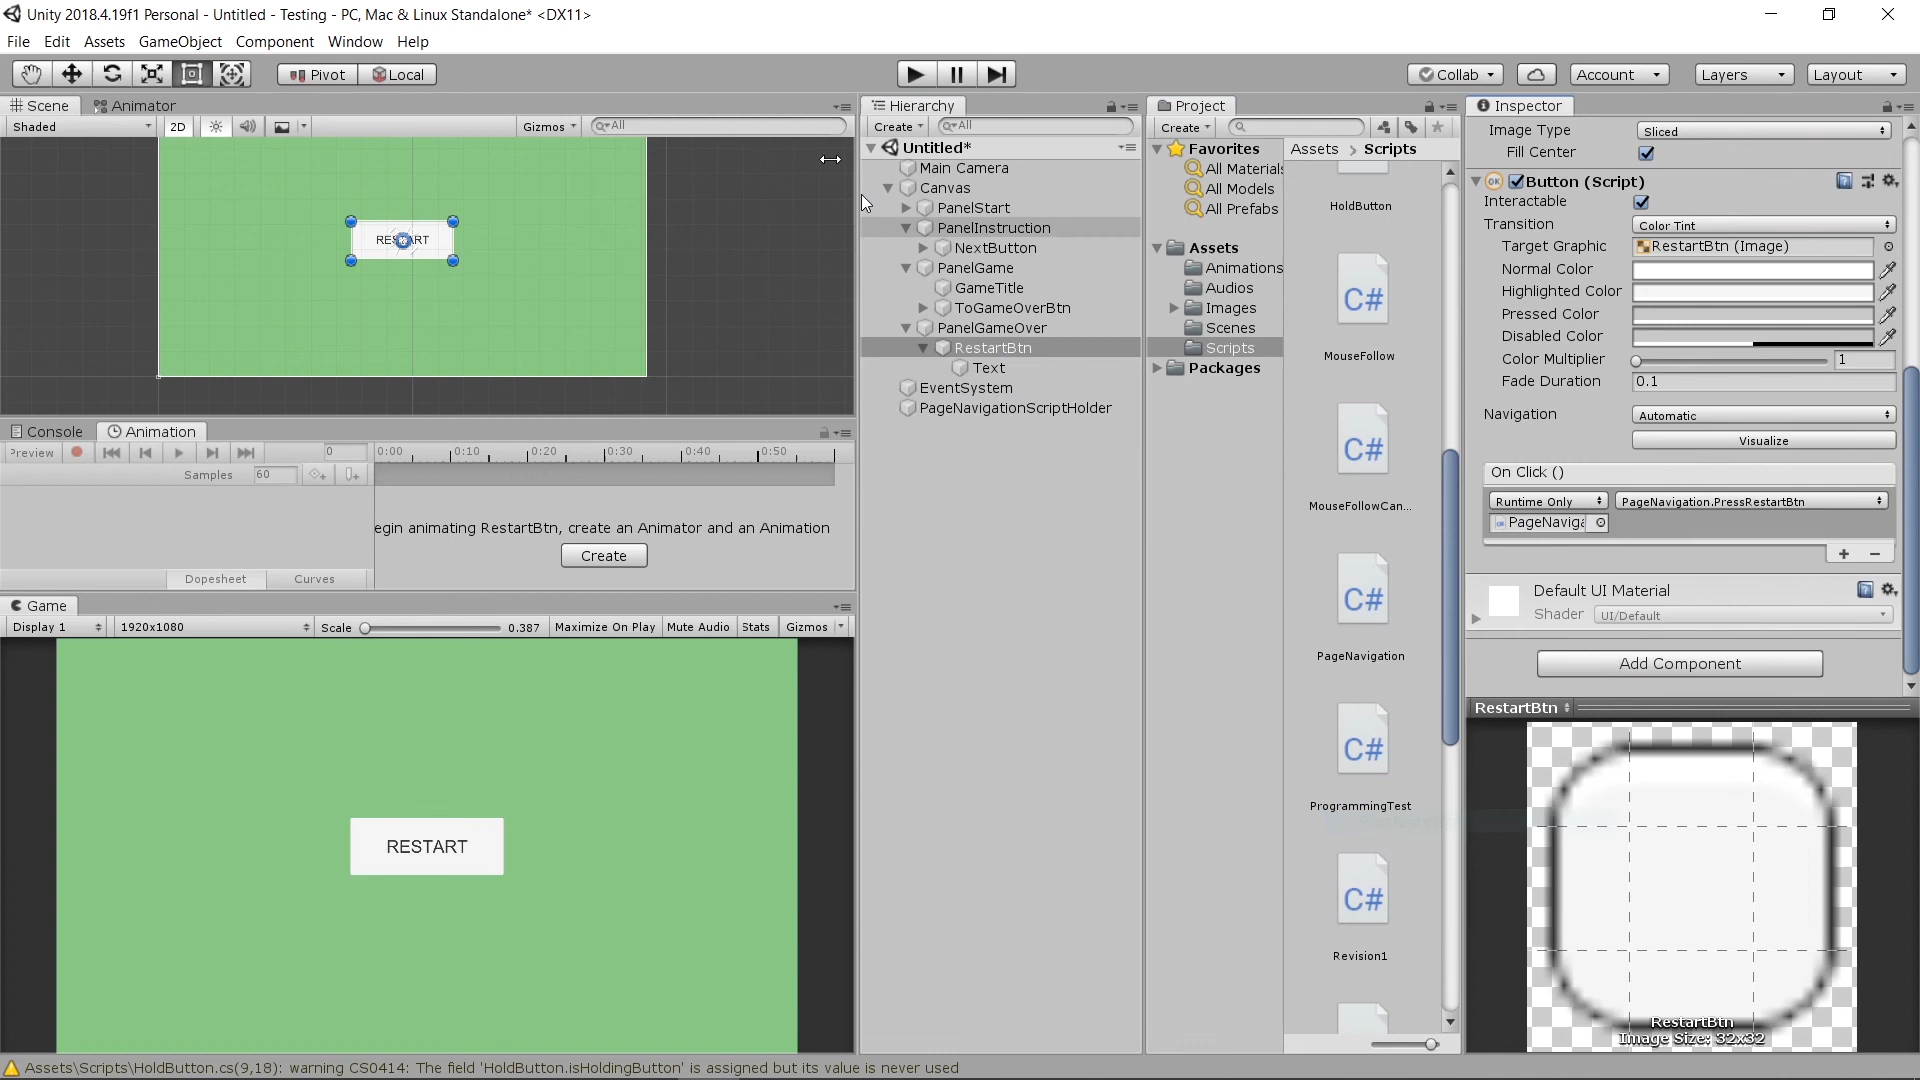 Unity 2018.4.19f1 Personal - Untitled - Testing - PC, Mac & Linux Standalone* <DX11>
File Edit Assets GameObject Component Window Help
Pivot Local Collab Account Layers Layout
Scene Animator
Shaded 2D Gizmos All
RESTART
Console Animation
Preview 0 0:00 0:10 0:20 0:30 0:40 0:50
Samples 60
egin animating RestartBtn, create an Animator and an Animation
Create
Dopesheet Curves
Game
Display 1 1920x1080 Scale 0.387 Maximize On Play Mute Audio Stats Gizmos
RESTART
Hierarchy
Create All
Untitled*
Main Camera
Canvas
PanelStart
PanelInstruction
NextButton
PanelGame
GameTitle
ToGameOverBtn
PanelGameOver
RestartBtn
Text
EventSystem
PageNavigationScriptHolder
Project
Create
Favorites
All Materials
All Models
All Prefabs
Assets
Animations
Audios
Images
Scenes
Scripts
Packages
Assets > Scripts
HoldButton
C#
MouseFollow
C#
MouseFollowCan...
C#
PageNavigation
C#
ProgrammingTest
C#
Revision1
Inspector
Image Type Sliced
Fill Center
OK Button (Script)
Interactable
Transition Color Tint
Target Graphic RestartBtn (Image)
Normal Color
Highlighted Color
Pressed Color
Disabled Color
Color Multiplier 1
Fade Duration 0.1
Navigation Automatic
Visualize
On Click ()
Runtime Only PageNavigation.PressRestartBtn
PageNaviga
+ −
Default UI Material
Shader UI/Default
Add Component
RestartBtn
RestartBtn
Image Size: 32x32
Assets\Scripts\HoldButton.cs(9,18): warning CS0414: The field 'HoldButton.isHoldingButton' is assigned but its value is never used